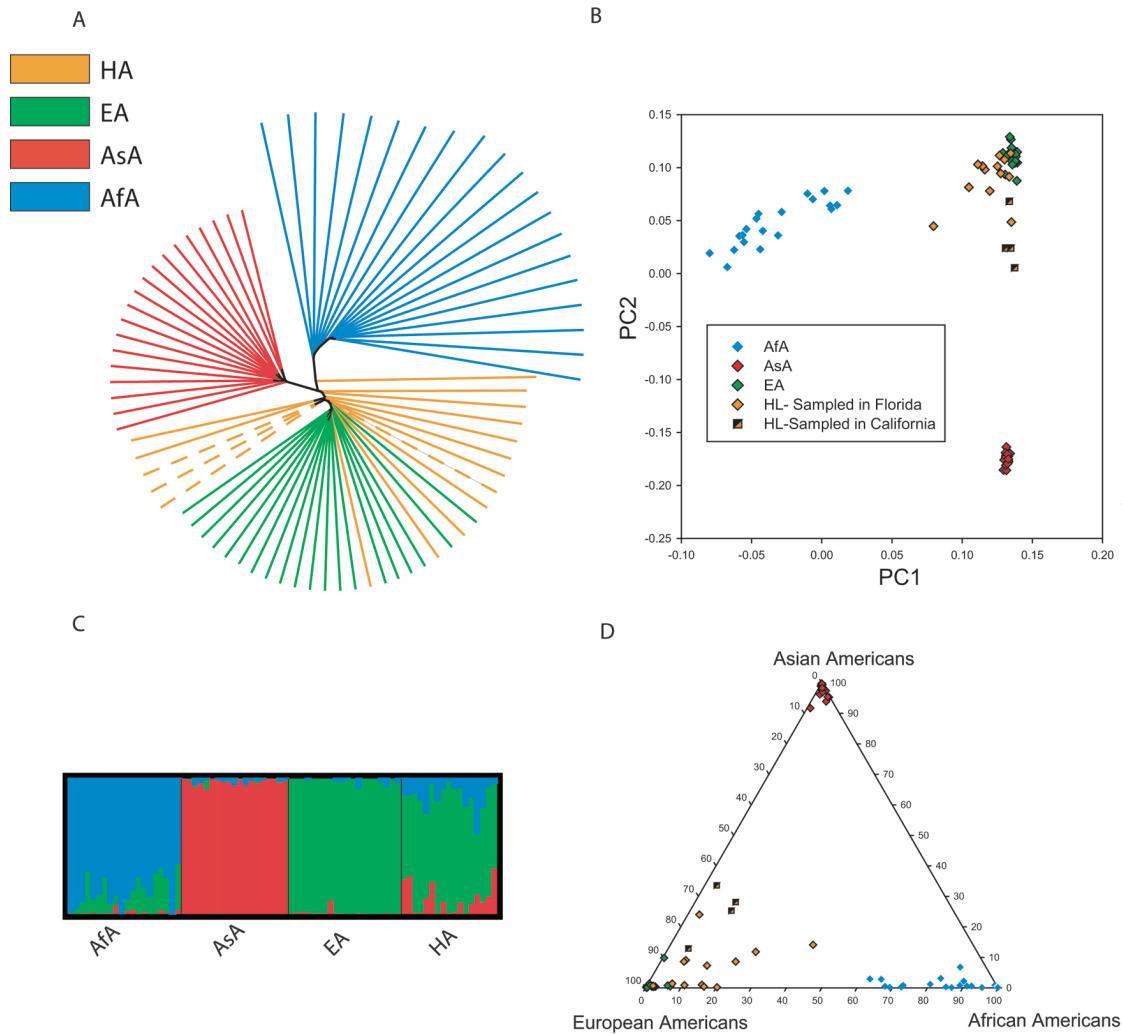 A
HA
EA
AsA
AfA
B
0.15
0.10
0.05
0.00
-0.05
-0.10
-0.15
-0.20
-0.25
PC2
AfA
AsA
EA
HL- Sampled in Florida
HL-Sampled in California
-0.10
-0.05
0.00
0.05
0.10
0.15
0.20
PC1
C
AfA
AsA
EA
HA
D
Asian Americans
0
100
10
90
20
80
30
70
40
60
50
50
60
40
70
30
80
20
90
10
100
0
0
10
20
30
40
50
60
70
80
90
100
European Americans
African Americans